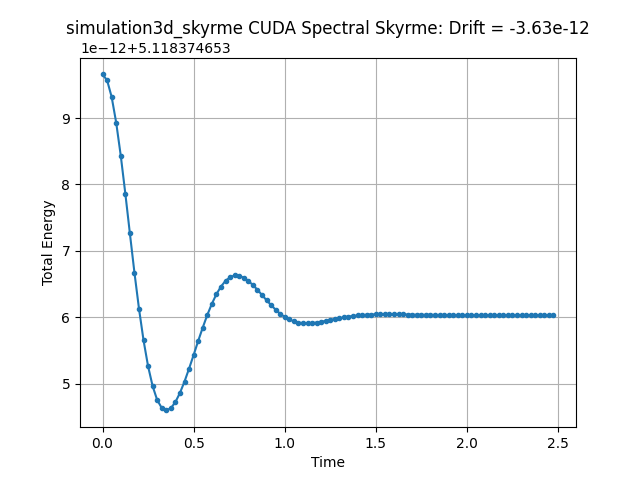 simulation3d_skyrme CUDA Spectral Skyrme: Drift = -3.63e-12
1e-12+5.118374653
9
8
7
6
5
Total Energy
0.0
0.5
1.0
1.5
2.0
2.5
Time